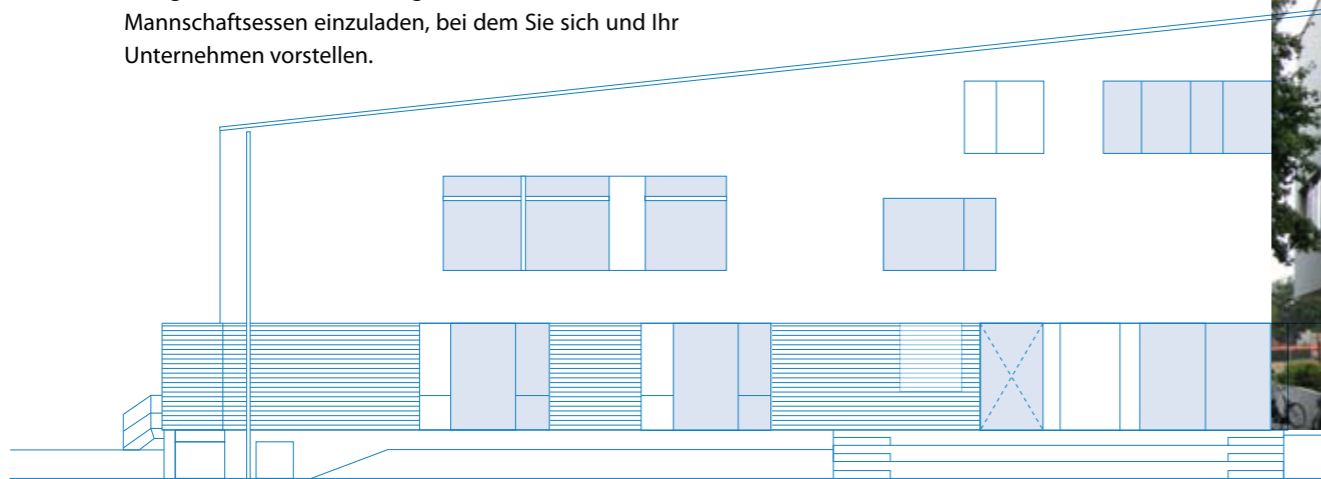 Mannschaftsessen einzuladen, bei dem Sie sich und Ihr
Unternehmen vorstellen.